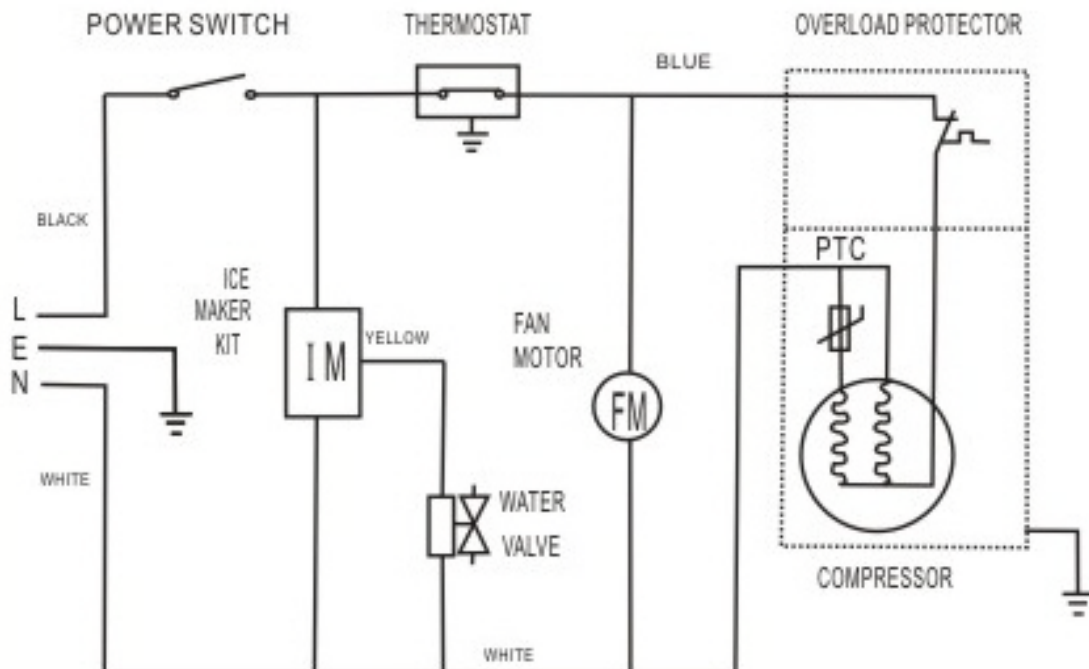 POWER SWITCH
THERMOSTAT
OVERLOAD PROTECTOR
BLUE
BLACK
PTC
L
E
N
ICE
MAKER
KIT
I M
YELLOW
FAN
MOTOR
FM
WHITE
WATER
VALVE
COMPRESSOR
WHITE